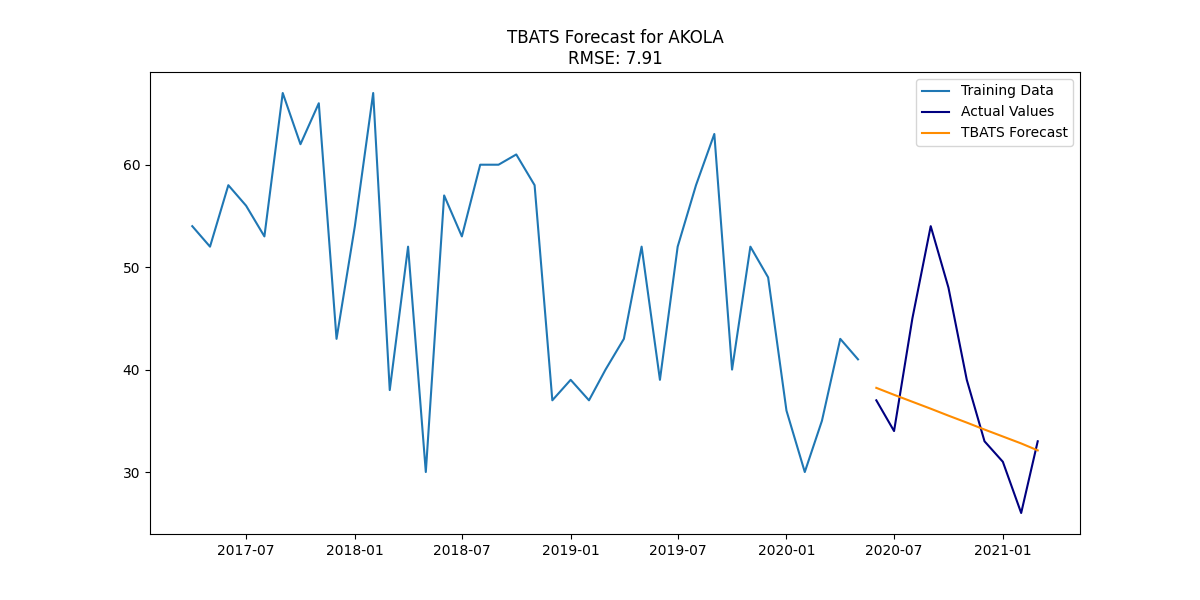 TBATS Forecast for AKOLA
RMSE: 7.91
Training Data
Actual Values
TBATS Forecast
60
50
40
30
2017-07 2018-01 2018-07 2019-01 2019-07 2020-01 2020-07 2021-01